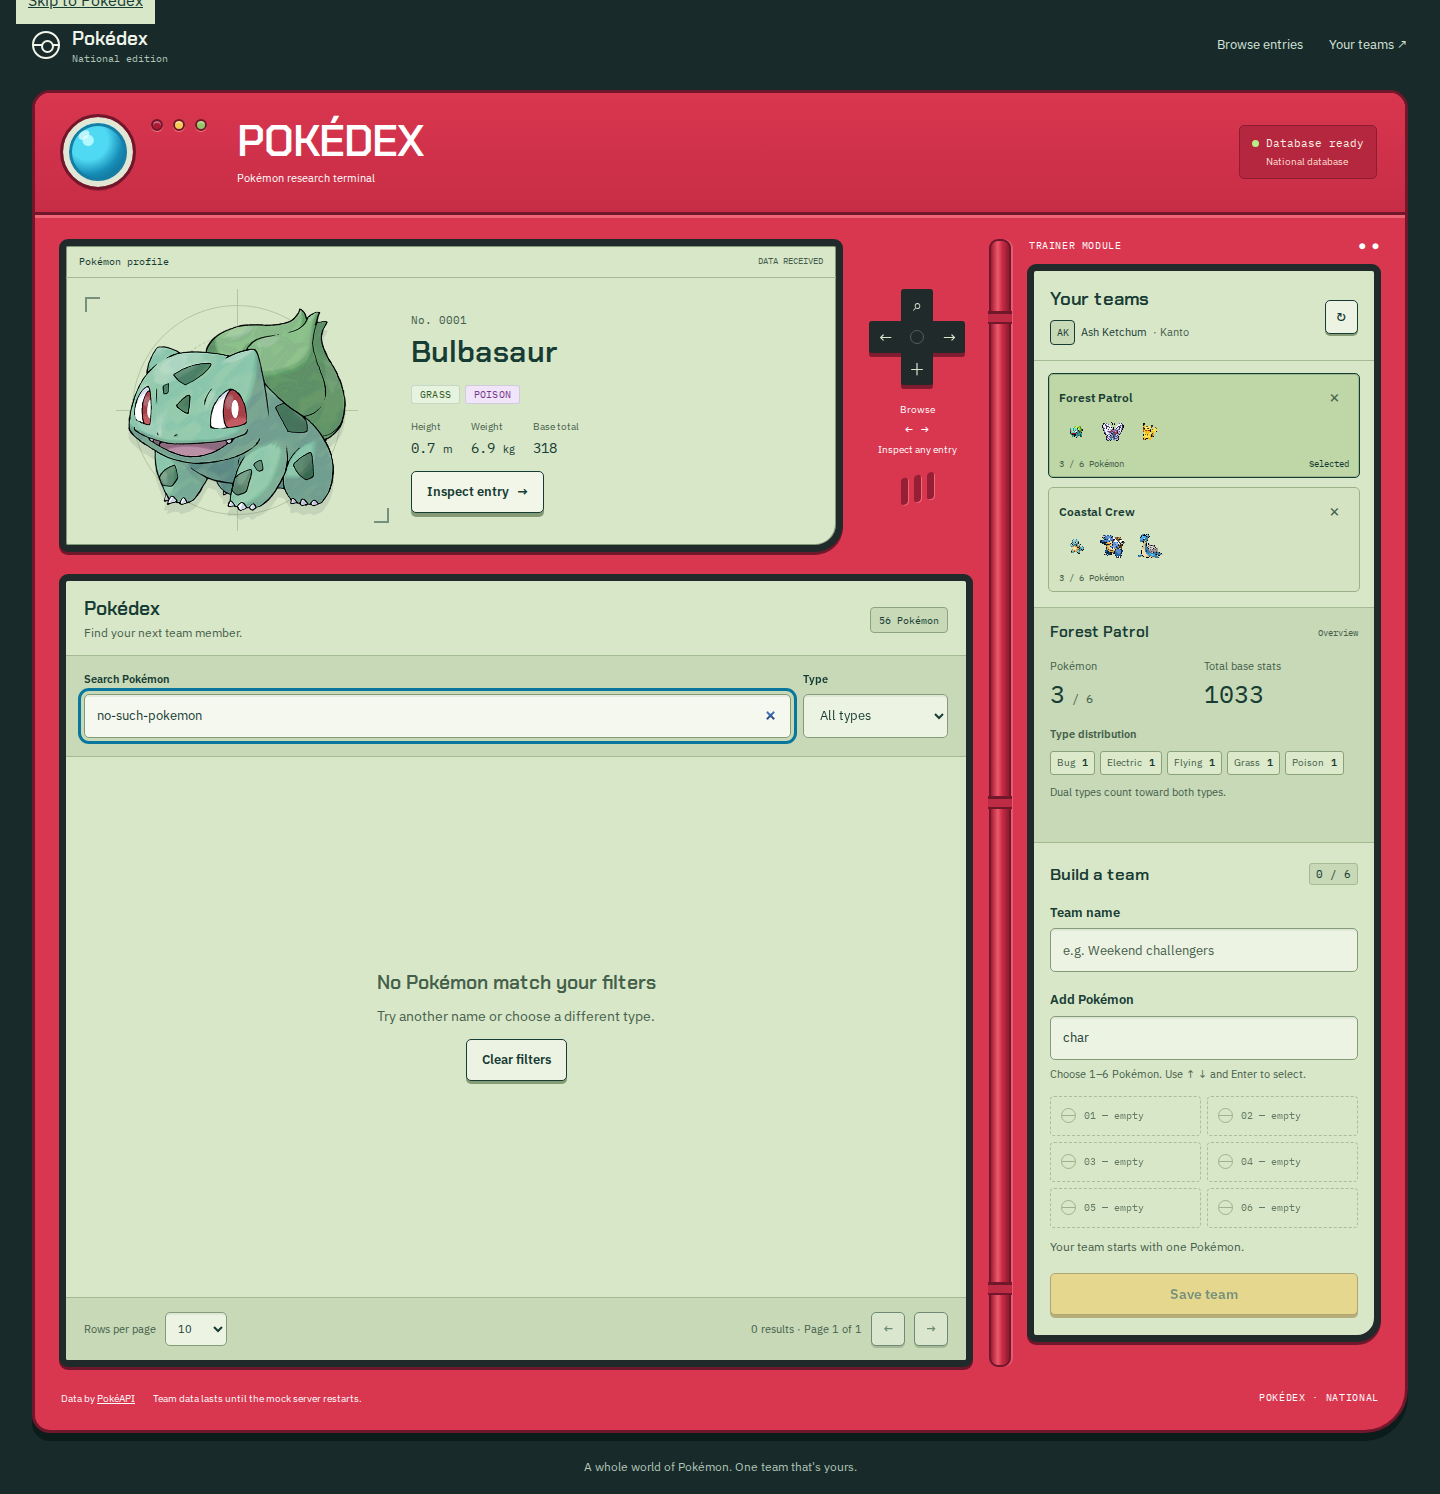 Skip to Pokédex
Pokédex
National edition
Browse entries
Your teams ↗
POKÉDEX
Pokémon research terminal
Database ready
National database
Pokémon profile
DATA RECEIVED
No. 0001
Bulbasaur
GRASS
POISON
Height
Weight
Base total
0.7 m
6.9 kg
318
Inspect entry →
Browse
← →
Inspect any entry
TRAINER MODULE
Your teams
AK
Ash Ketchum · Kanto
Forest Patrol
3 / 6 Pokémon
Selected
Coastal Crew
3 / 6 Pokémon
Forest Patrol
Overview
Pokémon
Total base stats
3 / 6
1033
Type distribution
Bug 1
Electric 1
Flying 1
Grass 1
Poison 1
Dual types count toward both types.
Pokédex
Find your next team member.
56 Pokémon
Search Pokémon
Type
no-such-pokemon
All types
No Pokémon match your filters
Try another name or choose a different type.
Clear filters
Rows per page
10
0 results · Page 1 of 1
←
→
Build a team
0 / 6
Team name
e.g. Weekend challengers
Add Pokémon
char
Choose 1–6 Pokémon. Use ↑ ↓ and Enter to select.
01 — empty
02 — empty
03 — empty
04 — empty
05 — empty
06 — empty
Your team starts with one Pokémon.
Save team
Data by PokéAPI
Team data lasts until the mock server restarts.
POKÉDEX · NATIONAL
A whole world of Pokémon. One team that's yours.